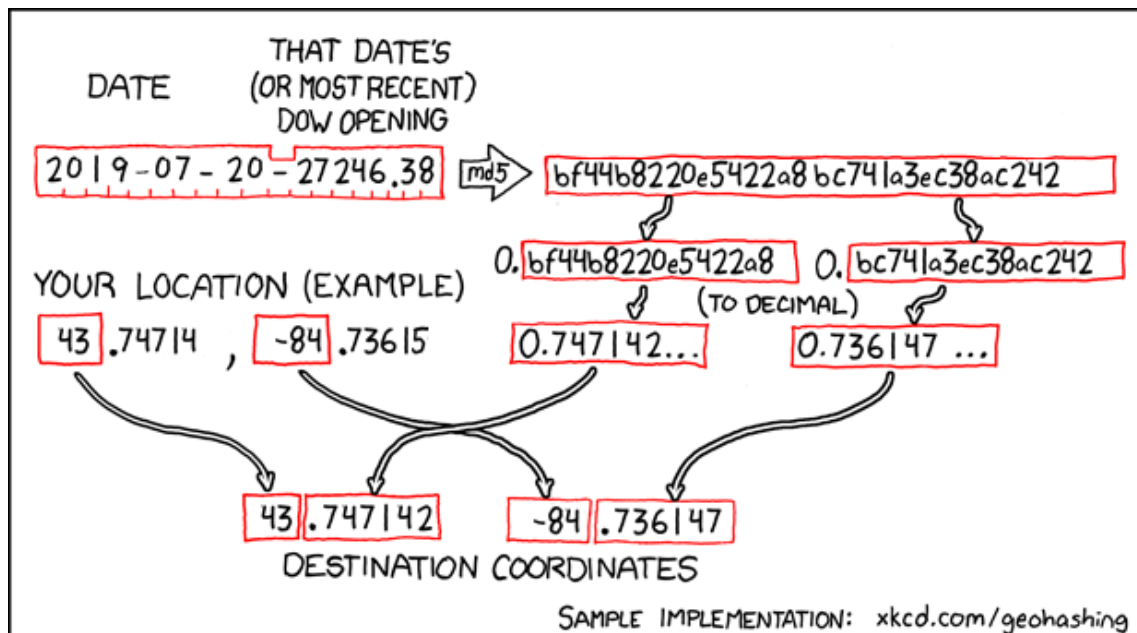 DATE
THAT DATE'S
(OR MOST RECENT)
DOW OPENING
2019-07-20-27246.38
md5
bf44b8220e5422a8bc741a3ec38ac242
0.bf44b8220e5422a8
0.bc741a3ec38ac242
YOUR LOCATION (EXAMPLE)
(TO DECIMAL)
43.74714, -84.73615
0.747142...
0.736147 ...
43.747142
-84.736147
DESTINATION COORDINATES
SAMPLE IMPLEMENTATION: xkcd.com/geohashing